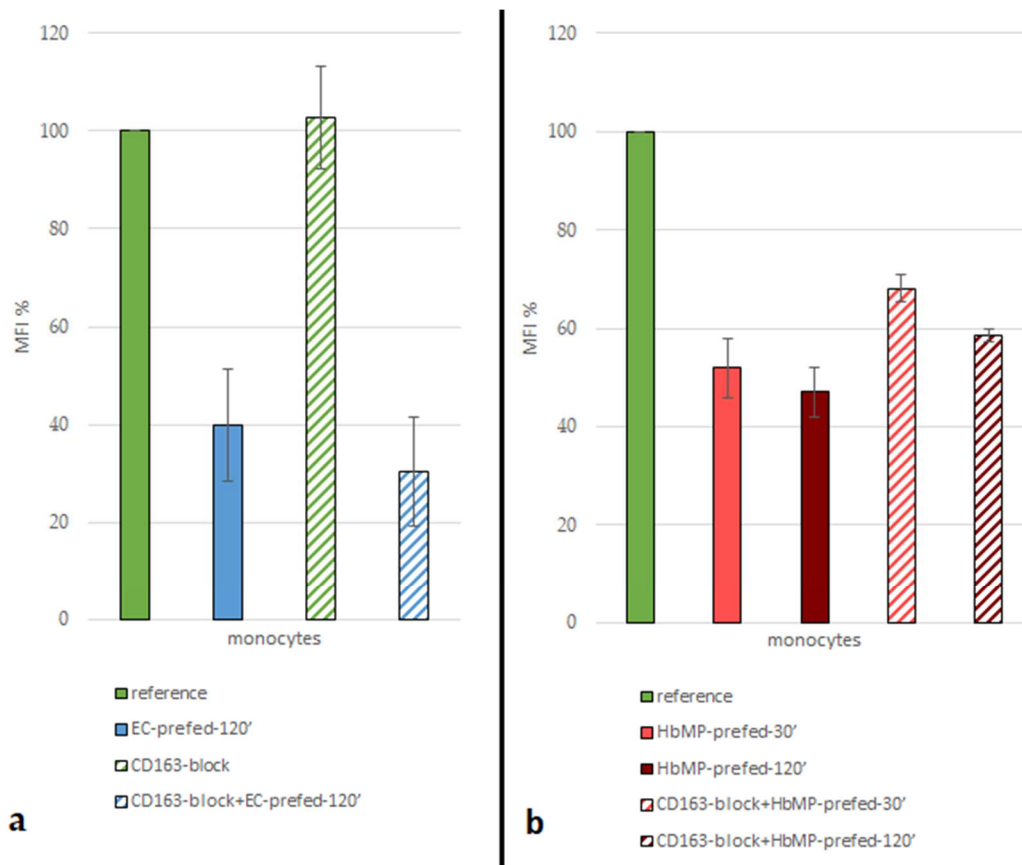 120
100
80
60
40
20
0
MFI %
monocytes
reference
EC-prefed-120’
CD163-block
CD163-block+EC-prefed-120’
a
120
100
80
60
40
20
0
MFI %
monocytes
reference
HbMP-prefed-30’
HbMP-prefed-120’
CD163-block+HbMP-prefed-30’
CD163-block+HbMP-prefed-120’
b